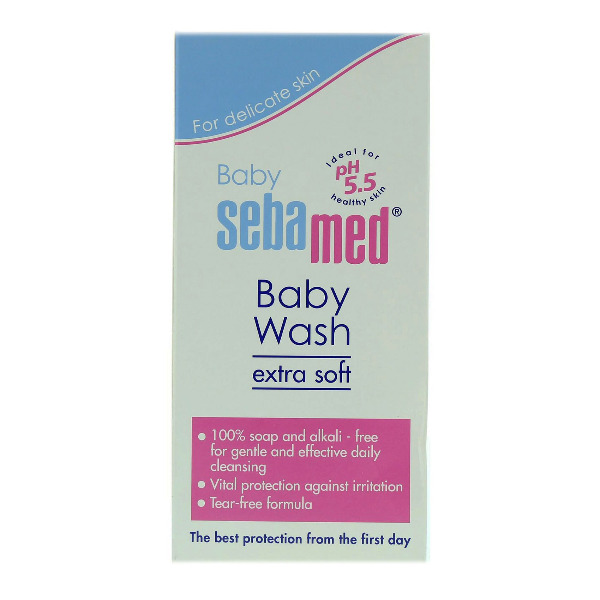 For delicate skin
Baby
ideal for
pH
5.5
healthy skin
sebamed®
Baby
Wash
extra soft
• 100% soap and alkali - free
for gentle and effective daily
cleansing
• Vital protection against irritation
• Tear-free formula
The best protection from the first day